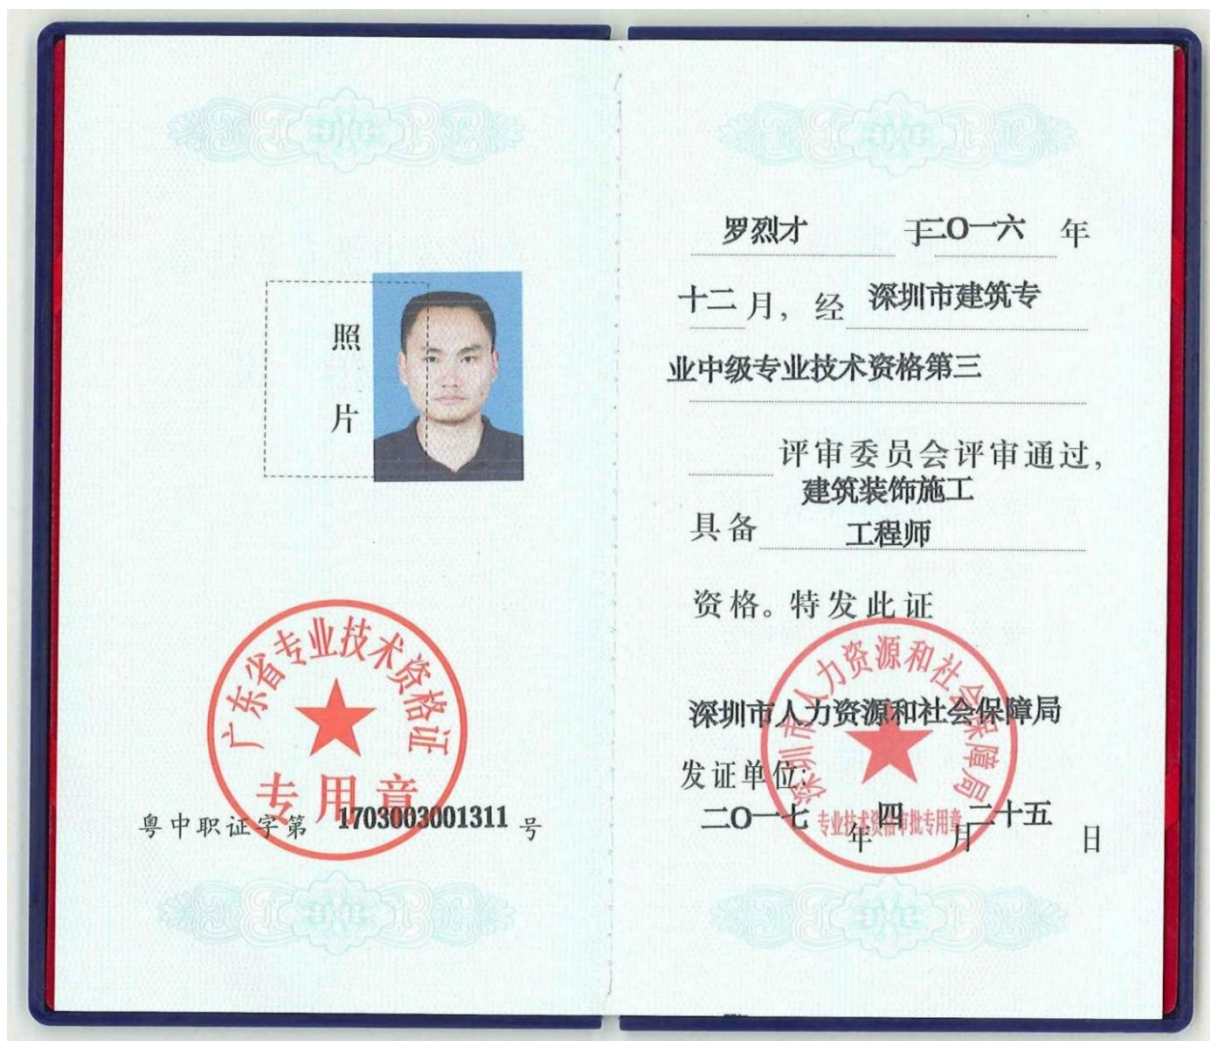 照
片
广东省专业技术资格证
专用章
粤中职证字第 1703003001311 号
罗烈才 于二〇一六 年
十二月，经 深圳市建筑专
业中级专业技术资格第三
评审委员会评审通过，
建筑装饰施工
具备 工程师
资格。特发此证
深圳市人力资源和社会保障局
深圳市人力资源和社会保障局
发证单位:
专业技术资格审批专用章
二〇一七 年 四 月 二十五 日